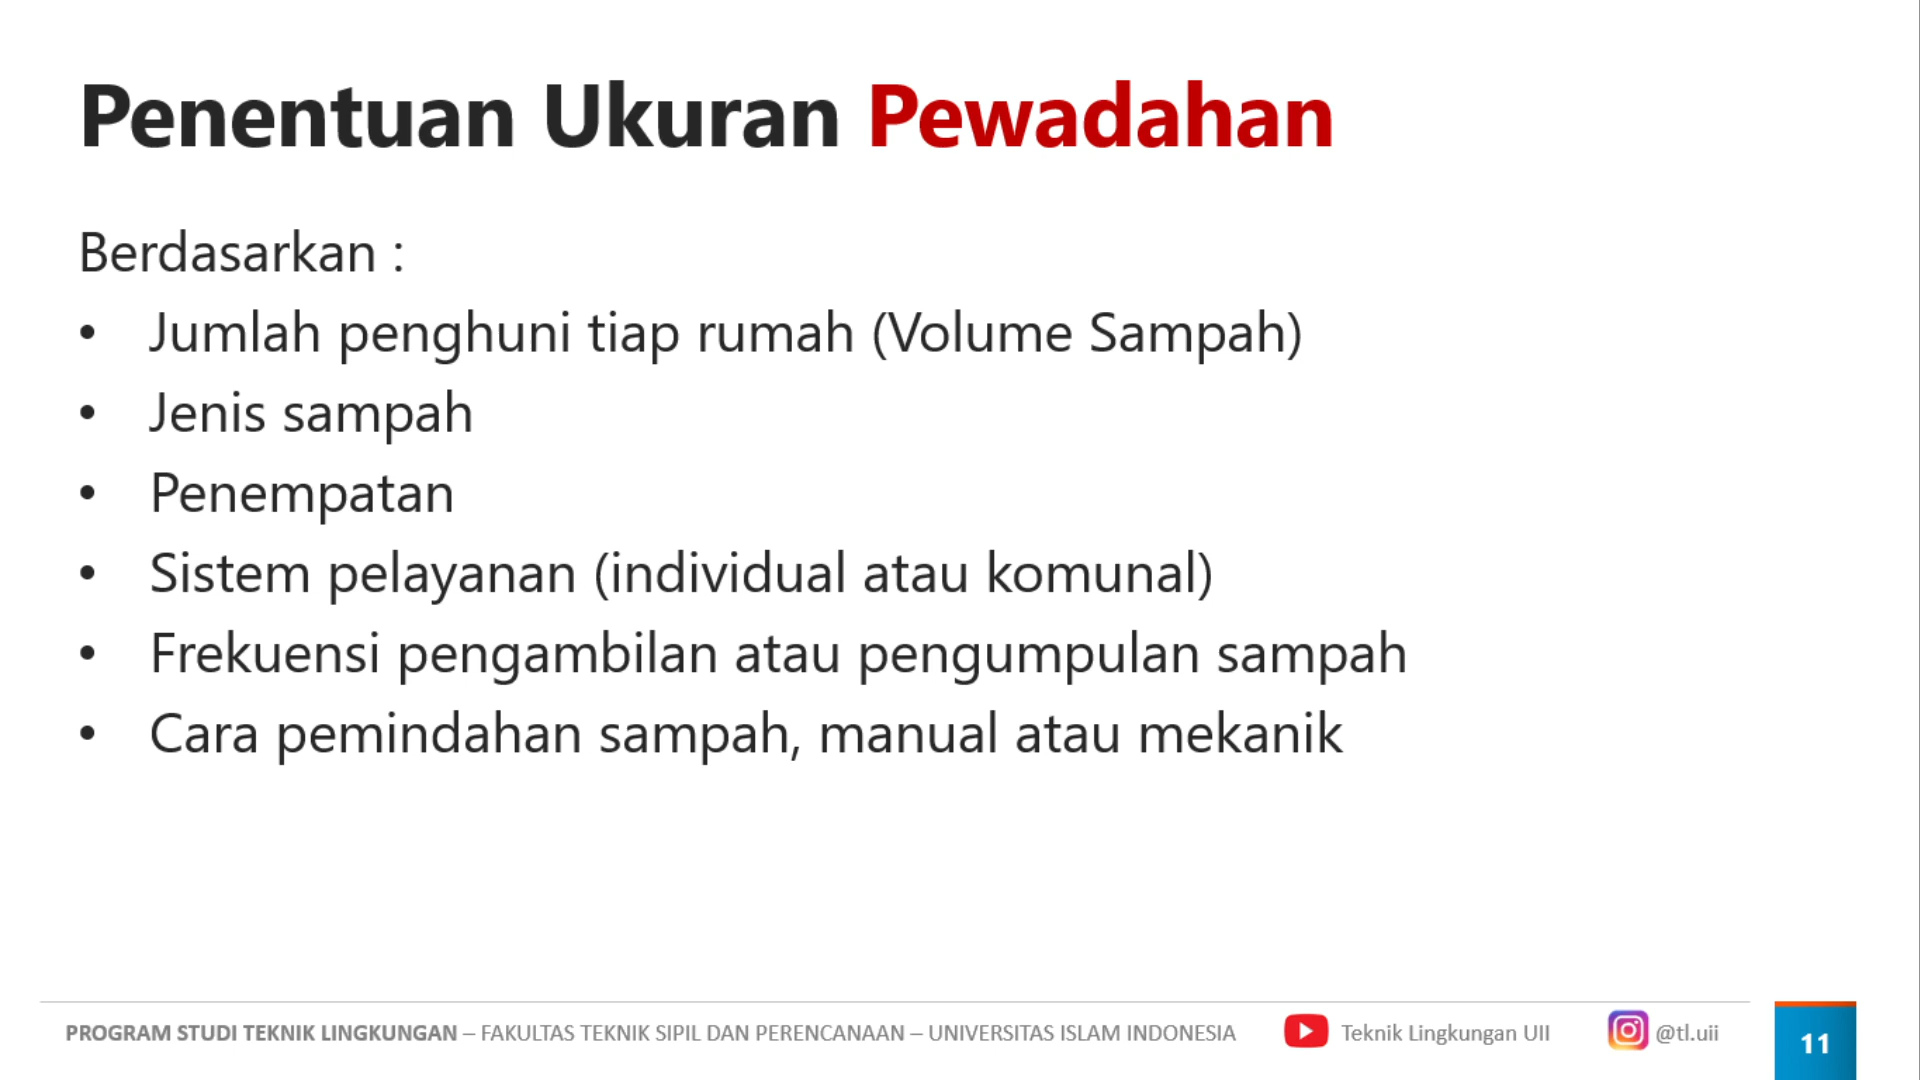 Penentuan Ukuran Pewadahan
Berdasarkan :
• Jumlah penghuni tiap rumah (Volume Sampah)
• Jenis sampah
• Penempatan
• Sistem pelayanan (individual atau komunal)
• Frekuensi pengambilan atau pengumpulan sampah
• Cara pemindahan sampah, manual atau mekanik
PROGRAM STUDI TEKNIK LINGKUNGAN – FAKULTAS TEKNIK SIPIL DAN PERENCANAAN – UNIVERSITAS ISLAM INDONESIA
Teknik Lingkungan UII
@tl.uii
11